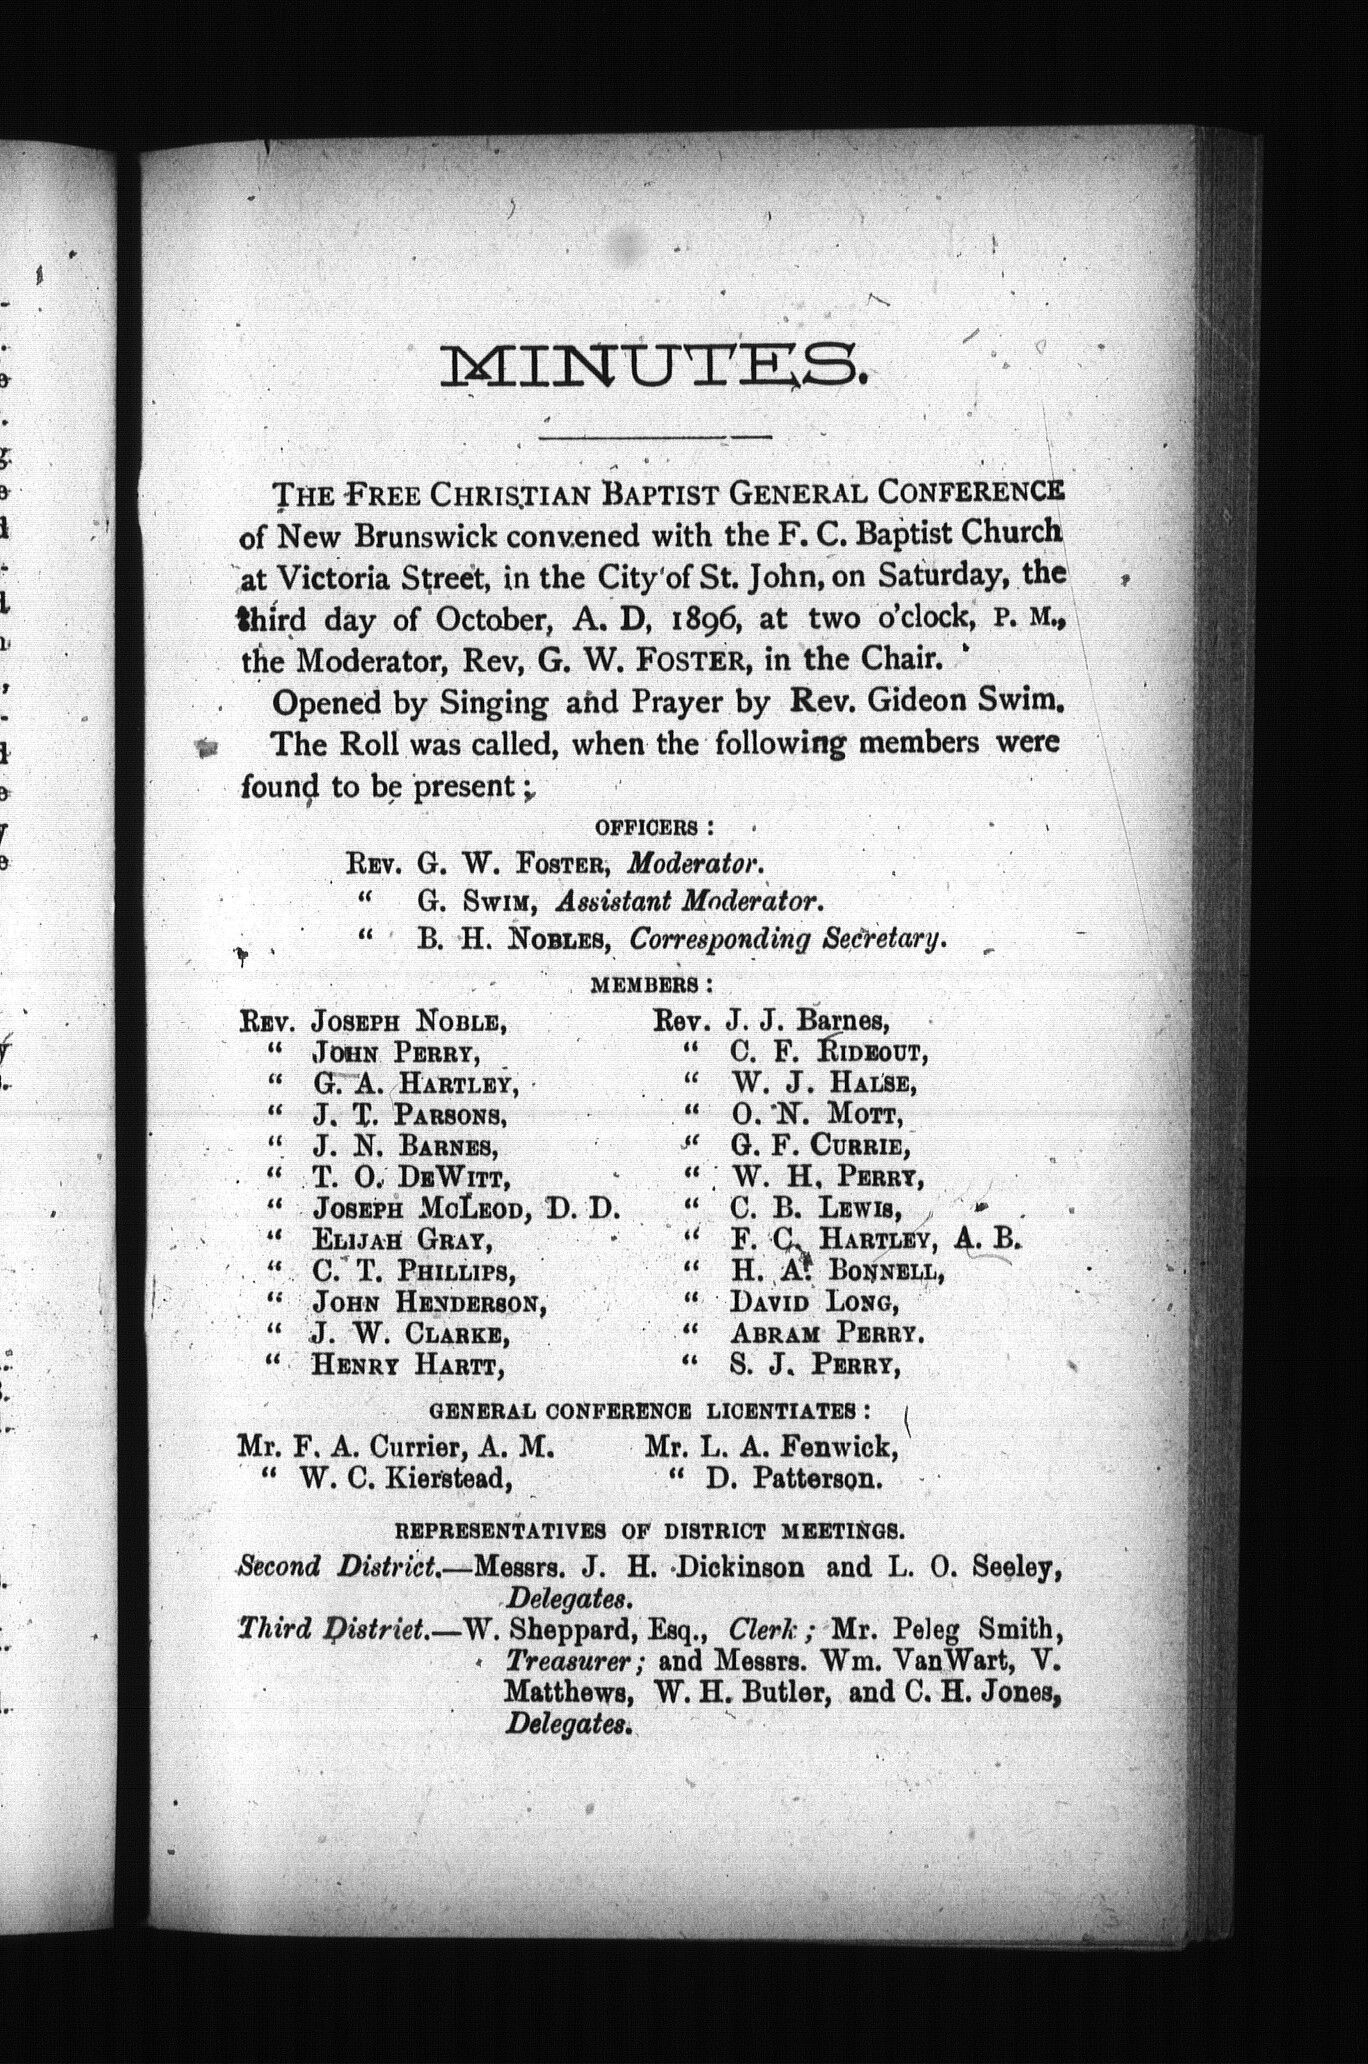 MINUTES.
THE FREE CHRISTIAN BAPTIST GENERAL CONFERENCE
of New Brunswick convened with the F. C. Baptist Church
at Victoria Street, in the City of St. John, on Saturday, the
third day of October, A. D, 1896, at two o'clock, P. M.,
the Moderator, Rev, G. W. FOSTER, in the Chair.
Opened by Singing and Prayer by Rev. Gideon Swim.
The Roll was called, when the following members were
found to be present;
OFFICERS:
REV. G. W. FOSTER, Moderator.
" G. SWIM, Assistant Moderator.
" B. H. NOBLES, Corresponding Secretary.
MEMBERS:
REV. JOSEPH NOBLE,
" JOHN PERRY,
" G. A. HARTLEY,
" J. T. PARSONS,
" J. N. BARNES,
" T. O. DEWITT,
" JOSEPH MCLEOD, D. D.
" ELIJAH GRAY,
" C. T. PHILLIPS,
" JOHN HENDERSON,
" J. W. CLARKE,
" HENRY HARTT,
Rev. J. J. Barnes,
" C. F. RIDEOUT,
" W. J. HALSE,
" O. N. MOTT,
" G. F. CURRIE,
" W. H. PERRY,
" C. B. LEWIS,
" F. C. HARTLEY, A. B.
" H. A. BONNELL,
" DAVID LONG,
" ABRAM PERRY.
" S. J. PERRY,
GENERAL CONFERENCE LICENTIATES:
Mr. F. A. Currier, A. M.
" W. C. Kierstead,
Mr. L. A. Fenwick,
" D. Patterson.
REPRESENTATIVES OF DISTRICT MEETINGS.
Second District.—Messrs. J. H. Dickinson and L. O. Seeley,
Delegates.
Third Distriet.—W. Sheppard, Esq., Clerk; Mr. Peleg Smith,
Treasurer; and Messrs. Wm. VanWart, V.
Matthews, W. H. Butler, and C. H. Jones,
Delegates.